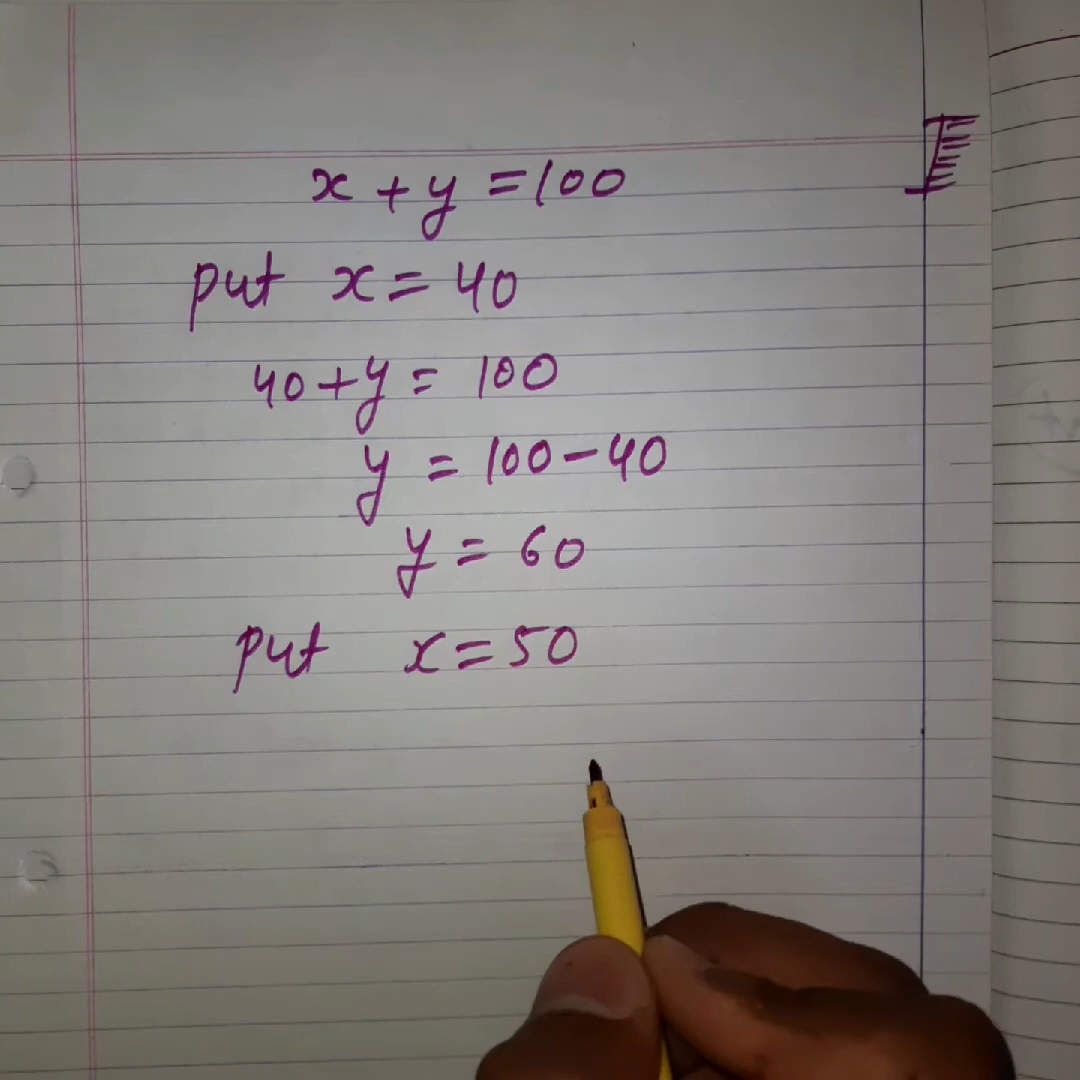 x + y = 100
put x = 40
40 + y = 100
y = 100 - 40
y = 60
put x = 50